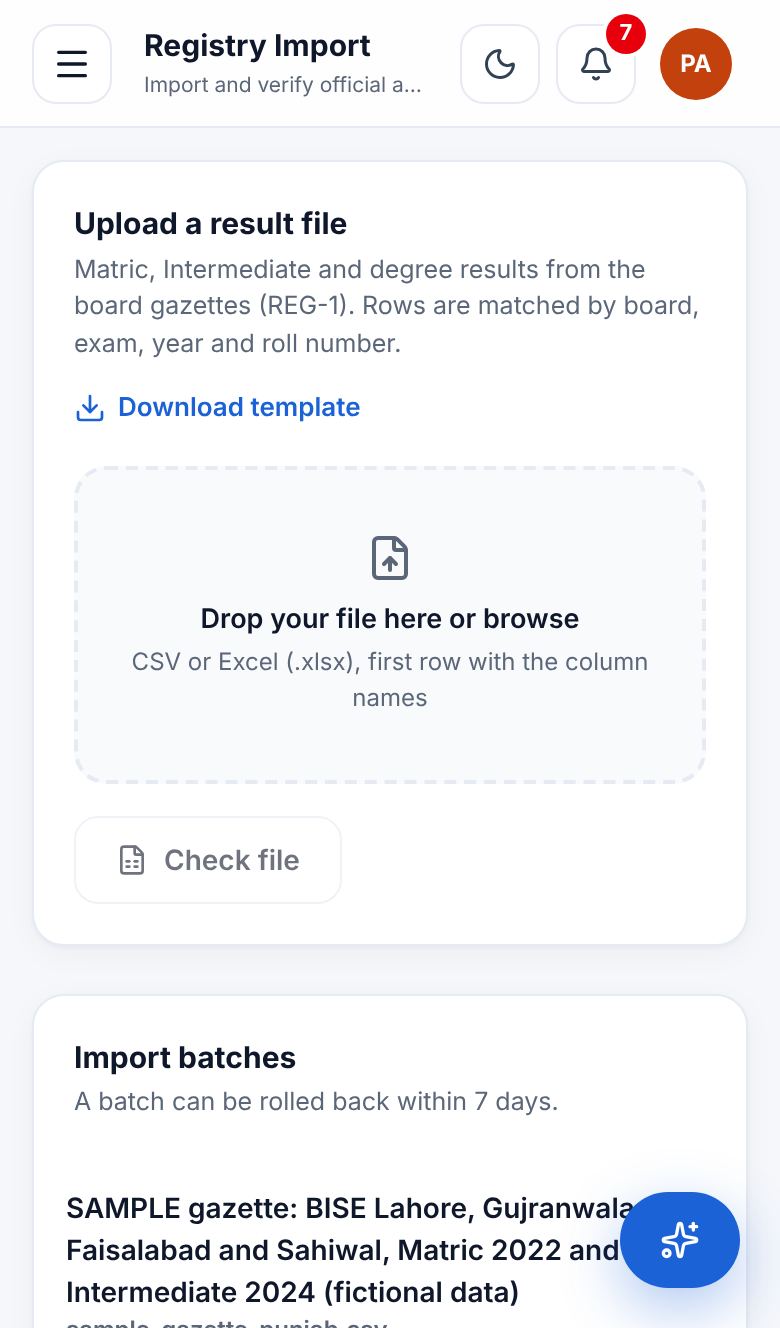 Registry Import
Import and verify official a...
7
PA
Upload a result file
Matric, Intermediate and degree results from the
board gazettes (REG-1). Rows are matched by board,
exam, year and roll number.
Download template
Drop your file here or browse
CSV or Excel (.xlsx), first row with the column
names
Check file
Import batches
A batch can be rolled back within 7 days.
SAMPLE gazette: BISE Lahore, Gujranwala
Faisalabad and Sahiwal, Matric 2022 and
Intermediate 2024 (fictional data)